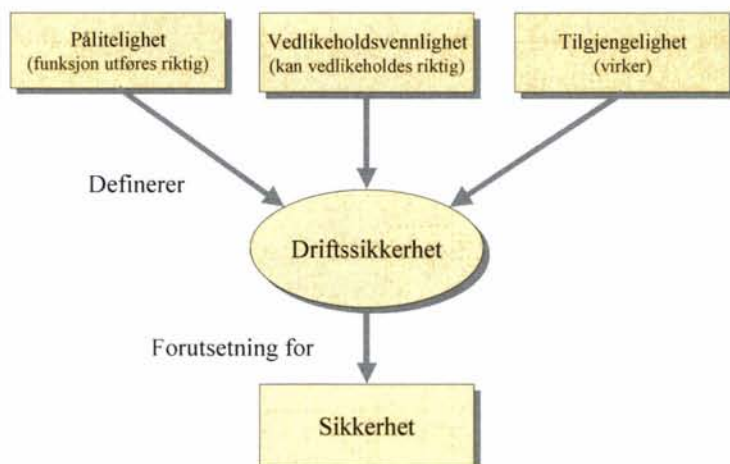 Pålitelighet
(funksjon utføres riktig)
Vedlikeholdsvennlighet
(kan vedlikeholdes riktig)
Tilgjengelighet
(virker)
Definerer
Driftssikkerhet
Forutsetning for
Sikkerhet